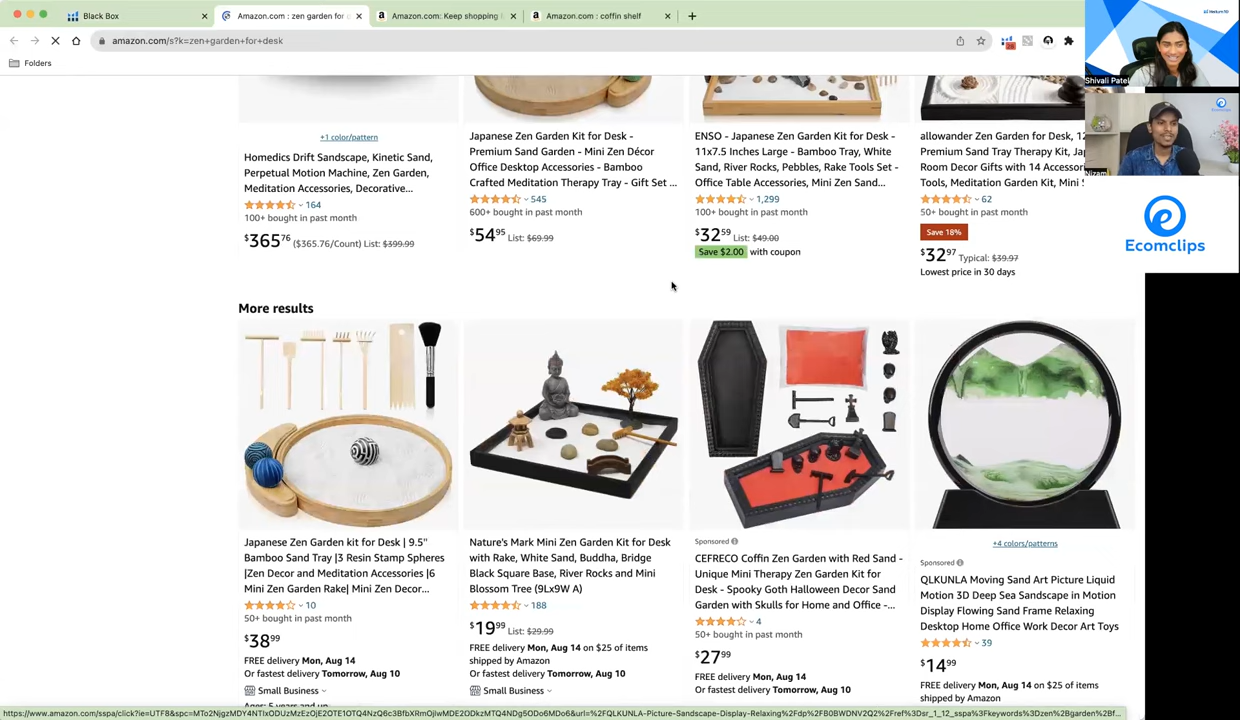 Black Box
Amazon.com : zen garden for d
Amazon.com: Keep shopping
Amazon.com : coffin shelf
amazon.com/s?k=zen+garden+for+desk
Folders
Shivali Patel
Ecomclips
Nizam
Ecomclips
+1 color/pattern
Homedics Drift Sandscape, Kinetic Sand,
Perpetual Motion Machine, Zen Garden,
Meditation Accessories, Decorative...
164
100+ bought in past month
$365 76 ($365.76/Count) List: $399.99
Japanese Zen Garden Kit for Desk -
Premium Sand Garden - Mini Zen Décor
Office Desktop Accessories - Bamboo
Crafted Meditation Therapy Tray - Gift Set ...
545
600+ bought in past month
$54 95 List: $69.99
ENSO - Japanese Zen Garden Kit for Desk -
11x7.5 Inches Large - Bamboo Tray, White
Sand, River Rocks, Pebbles, Rake Tools Set -
Office Table Accessories, Mini Zen Sand...
1,299
100+ bought in past month
$32 59 List: $49.00
Save $2.00 with coupon
allowander Zen Garden for Desk, 12
Premium Sand Tray Therapy Kit, Jap
Room Decor Gifts with 14 Accessor
Tools, Meditation Garden Kit, Mini
62
50+ bought in past month
Save 18%
$32 97 Typical: $39.97
Lowest price in 30 days
More results
Japanese Zen Garden kit for Desk | 9.5"
Bamboo Sand Tray |3 Resin Stamp Spheres
|Zen Decor and Meditation Accessories |6
Mini Zen Garden Rake| Mini Zen Decor...
10
50+ bought in past month
$38 99
FREE delivery Mon, Aug 14
Or fastest delivery Tomorrow, Aug 10
Small Business
Ages: 5 years and up
Nature's Mark Mini Zen Garden Kit for Desk
with Rake, White Sand, Buddha, Bridge
Black Square Base, River Rocks and Mini
Blossom Tree (9Lx9W A)
188
$19 99 List: $29.99
FREE delivery Mon, Aug 14 on $25 of items
shipped by Amazon
Or fastest delivery Tomorrow, Aug 10
Small Business
Sponsored
CEFRECO Coffin Zen Garden with Red Sand -
Unique Mini Therapy Zen Garden Kit for
Desk - Spooky Goth Halloween Decor Sand
Garden with Skulls for Home and Office -...
4
50+ bought in past month
$27 99
FREE delivery Mon, Aug 14
Or fastest delivery Tomorrow, Aug 10
+4 colors/patterns
Sponsored
QLKUNLA Moving Sand Art Picture Liquid
Motion 3D Deep Sea Sandscape in Motion
Display Flowing Sand Frame Relaxing
Desktop Home Office Work Decor Art Toys
39
$14 99
FREE delivery Mon, Aug 14 on $25 of items
shipped by Amazon